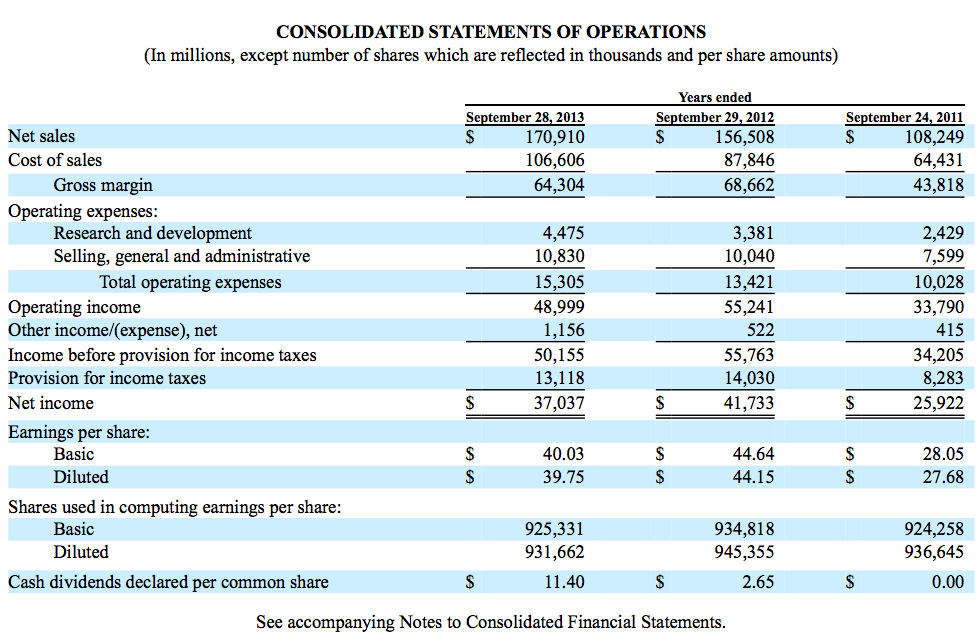 CONSOLIDATED STATEMENTS OF OPERATIONS
(In millions, except number of shares which are reflected in thousands and per share amounts)
Years ended
September 28, 2013 September 29, 2012 September 24, 2011
Net sales $ 170,910 $ 156,508 $ 108,249
Cost of sales 106,606 87,846 64,431
Gross margin 64,304 68,662 43,818
Operating expenses:
Research and development 4,475 3,381 2,429
Selling, general and administrative 10,830 10,040 7,599
Total operating expenses 15,305 13,421 10,028
Operating income 48,999 55,241 33,790
Other income/(expense), net 1,156 522 415
Income before provision for income taxes 50,155 55,763 34,205
Provision for income taxes 13,118 14,030 8,283
Net income $ 37,037 $ 41,733 $ 25,922
Earnings per share:
Basic $ 40.03 $ 44.64 $ 28.05
Diluted $ 39.75 $ 44.15 $ 27.68
Shares used in computing earnings per share:
Basic 925,331 934,818 924,258
Diluted 931,662 945,355 936,645
Cash dividends declared per common share $ 11.40 $ 2.65 $ 0.00
See accompanying Notes to Consolidated Financial Statements.